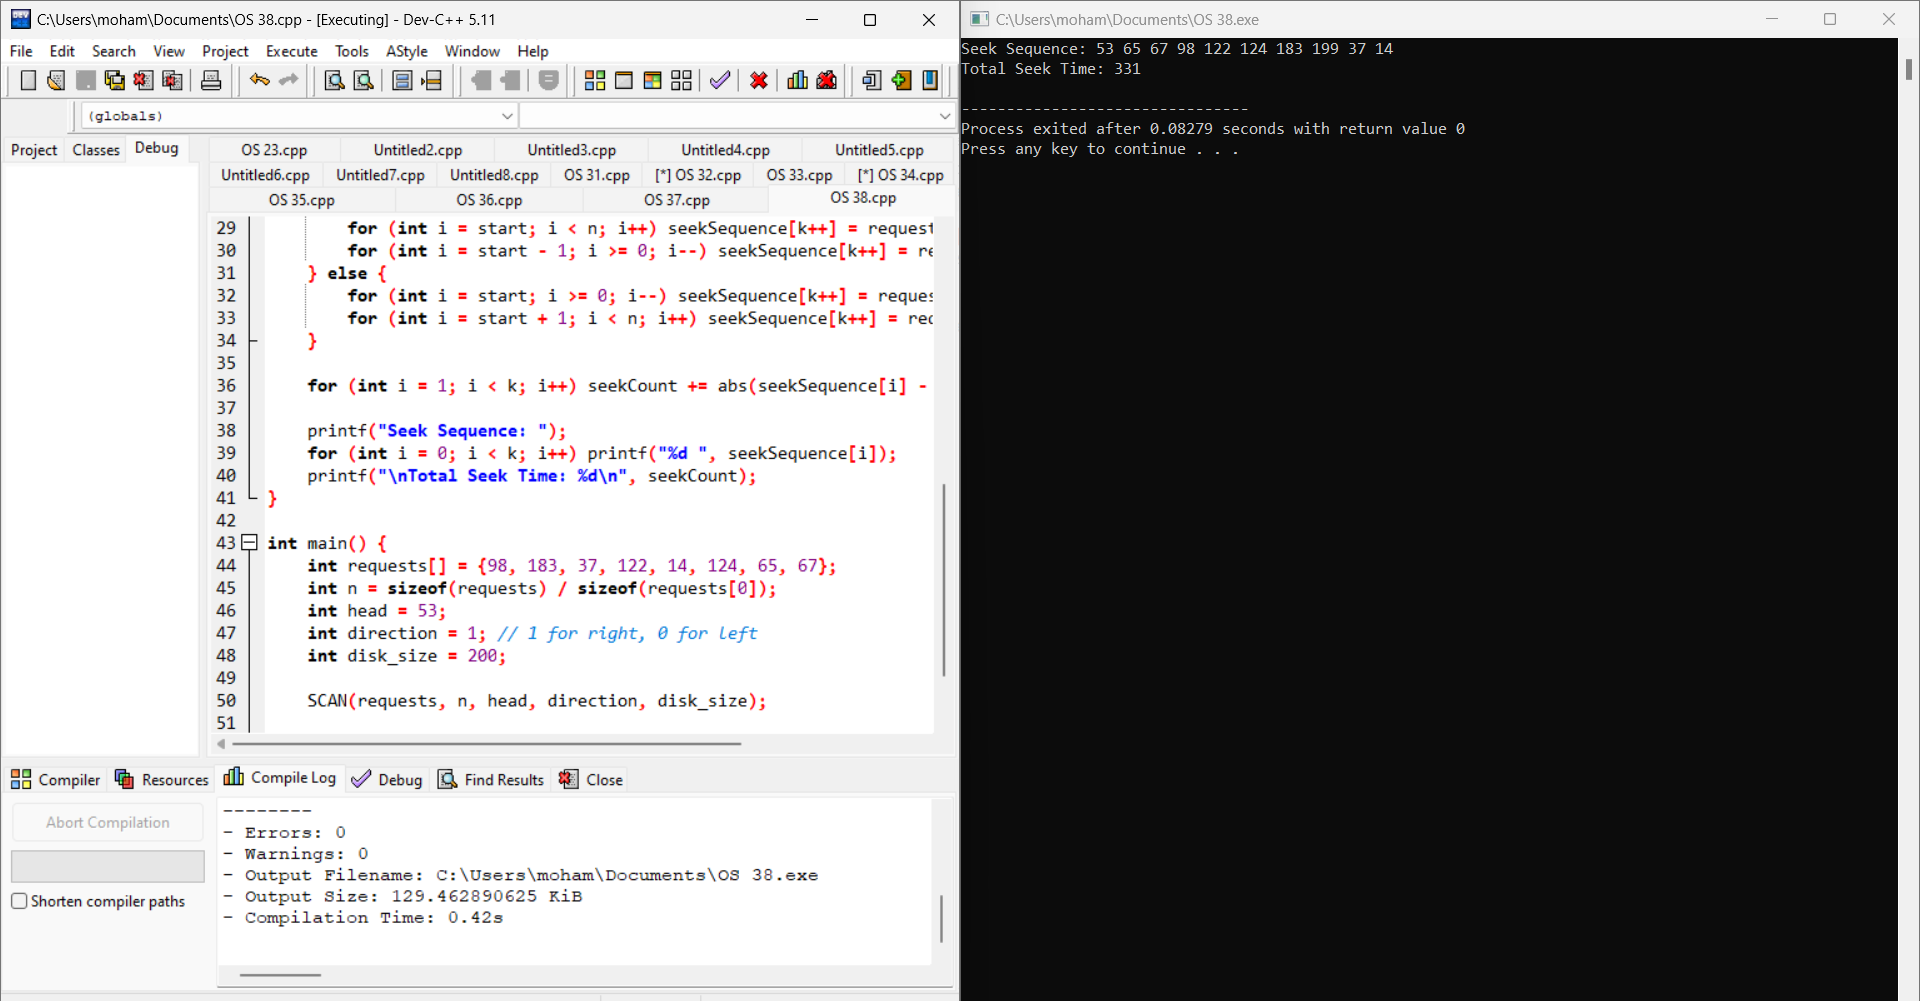 C:\Users\moham\Documents\OS 38.cpp - [Executing] - Dev-C++ 5.11
File Edit Search View Project Execute Tools AStyle Window Help
(globals)
Project Classes Debug
OS 23.cpp Untitled2.cpp Untitled3.cpp Untitled4.cpp Untitled5.cpp
Untitled6.cpp Untitled7.cpp Untitled8.cpp OS 31.cpp [*] OS 32.cpp OS 33.cpp [*] OS 34.cpp
OS 35.cpp OS 36.cpp OS 37.cpp OS 38.cpp
29 for (int i = start; i < n; i++) seekSequence[k++] = request
30 for (int i = start - 1; i >= 0; i--) seekSequence[k++] = re
31 } else {
32 for (int i = start; i >= 0; i--) seekSequence[k++] = reques
33 for (int i = start + 1; i < n; i++) seekSequence[k++] = rec
34 }
35
36 for (int i = 1; i < k; i++) seekCount += abs(seekSequence[i] -
37
38 printf("Seek Sequence: ");
39 for (int i = 0; i < k; i++) printf("%d ", seekSequence[i]);
40 printf("\nTotal Seek Time: %d\n", seekCount);
41 }
42
43 int main() {
44 int requests[] = {98, 183, 37, 122, 14, 124, 65, 67};
45 int n = sizeof(requests) / sizeof(requests[0]);
46 int head = 53;
47 int direction = 1; // 1 for right, 0 for left
48 int disk_size = 200;
49
50 SCAN(requests, n, head, direction, disk_size);
51
Compiler Resources Compile Log Debug Find Results Close
Abort Compilation
Shorten compiler paths
--------
- Errors: 0
- Warnings: 0
- Output Filename: C:\Users\moham\Documents\OS 38.exe
- Output Size: 129.462890625 KiB
- Compilation Time: 0.42s
C:\Users\moham\Documents\OS 38.exe
Seek Sequence: 53 65 67 98 122 124 183 199 37 14
Total Seek Time: 331
--------------------------------
Process exited after 0.08279 seconds with return value 0
Press any key to continue . . .